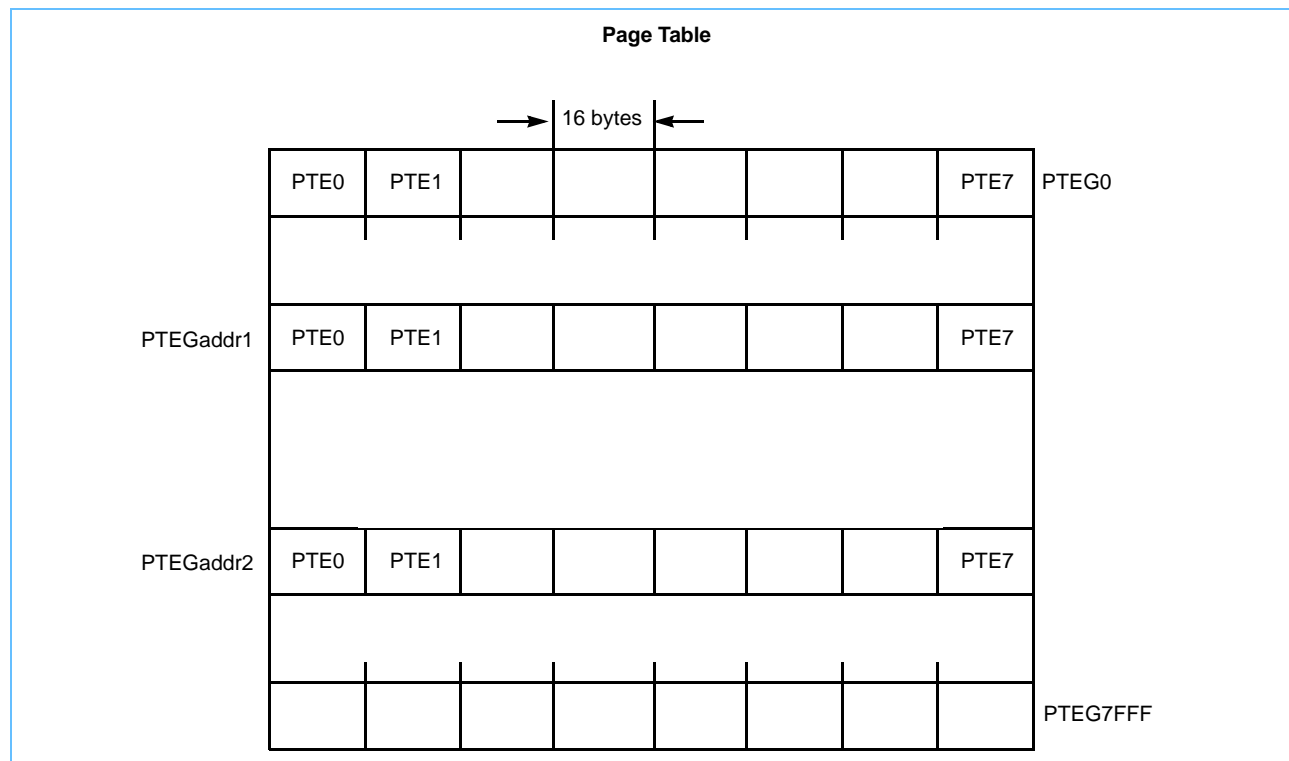 Page Table
16 bytes
PTE0 PTE1 PTE7 PTEG0
PTEGaddr1 PTE0 PTE1 PTE7
PTEGaddr2 PTE0 PTE1 PTE7
PTEG7FFF